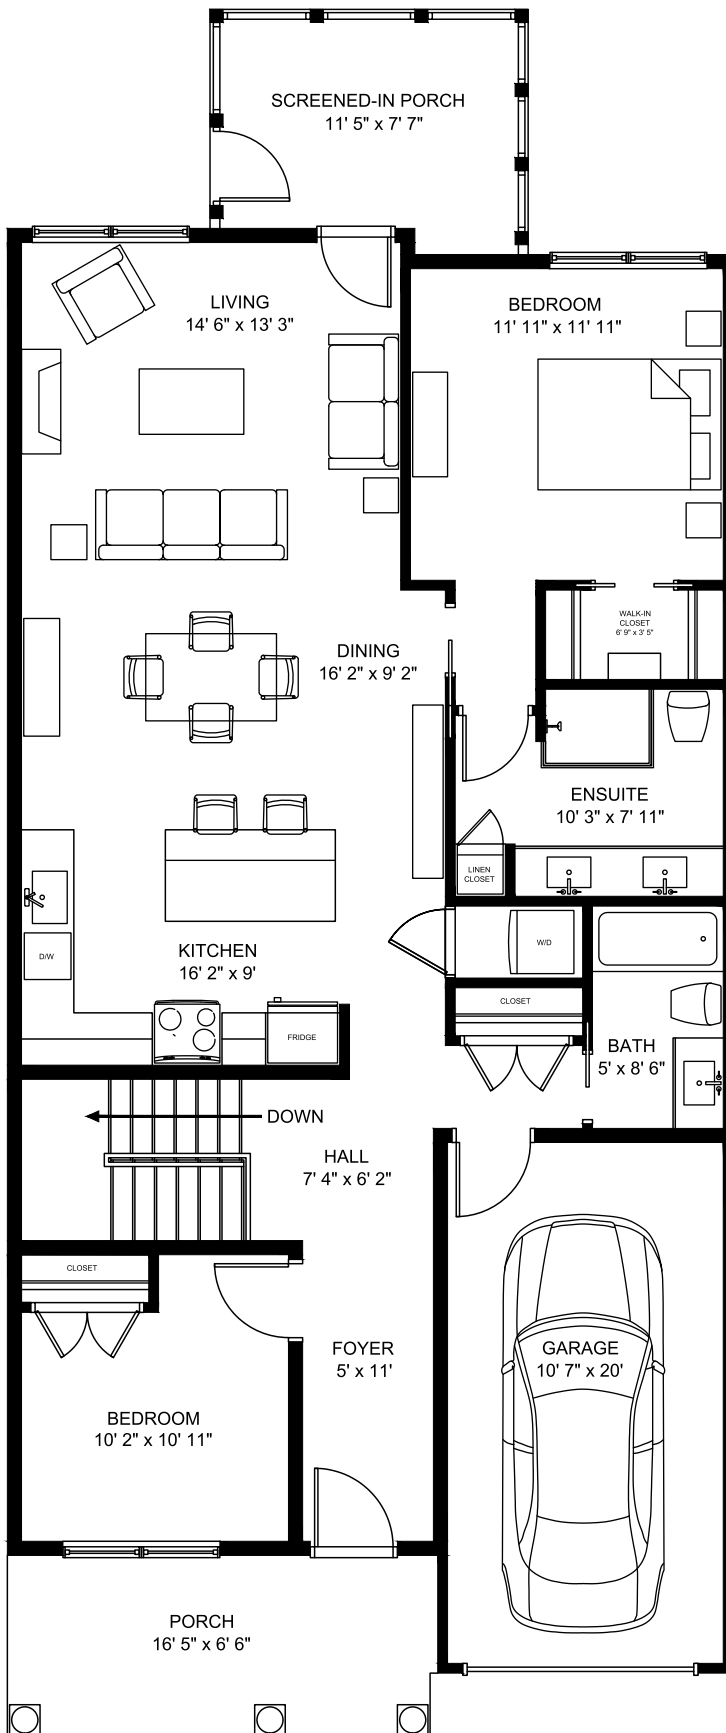 SCREENED-IN PORCH
11' 5" x 7' 7"
LIVING
14' 6" x 13' 3"
BEDROOM
11' 11" x 11' 11"
WALK-IN
CLOSET
6' 9" x 3' 5"
DINING
16' 2" x 9' 2"
ENSUITE
10' 3" x 7' 11"
LINEN
CLOSET
KITCHEN
16' 2" x 9'
D/W
W/D
CLOSET
FRIDGE
BATH
5' x 8' 6"
DOWN
HALL
7' 4" x 6' 2"
CLOSET
FOYER
5' x 11'
GARAGE
10' 7" x 20'
BEDROOM
10' 2" x 10' 11"
PORCH
16' 5" x 6' 6"